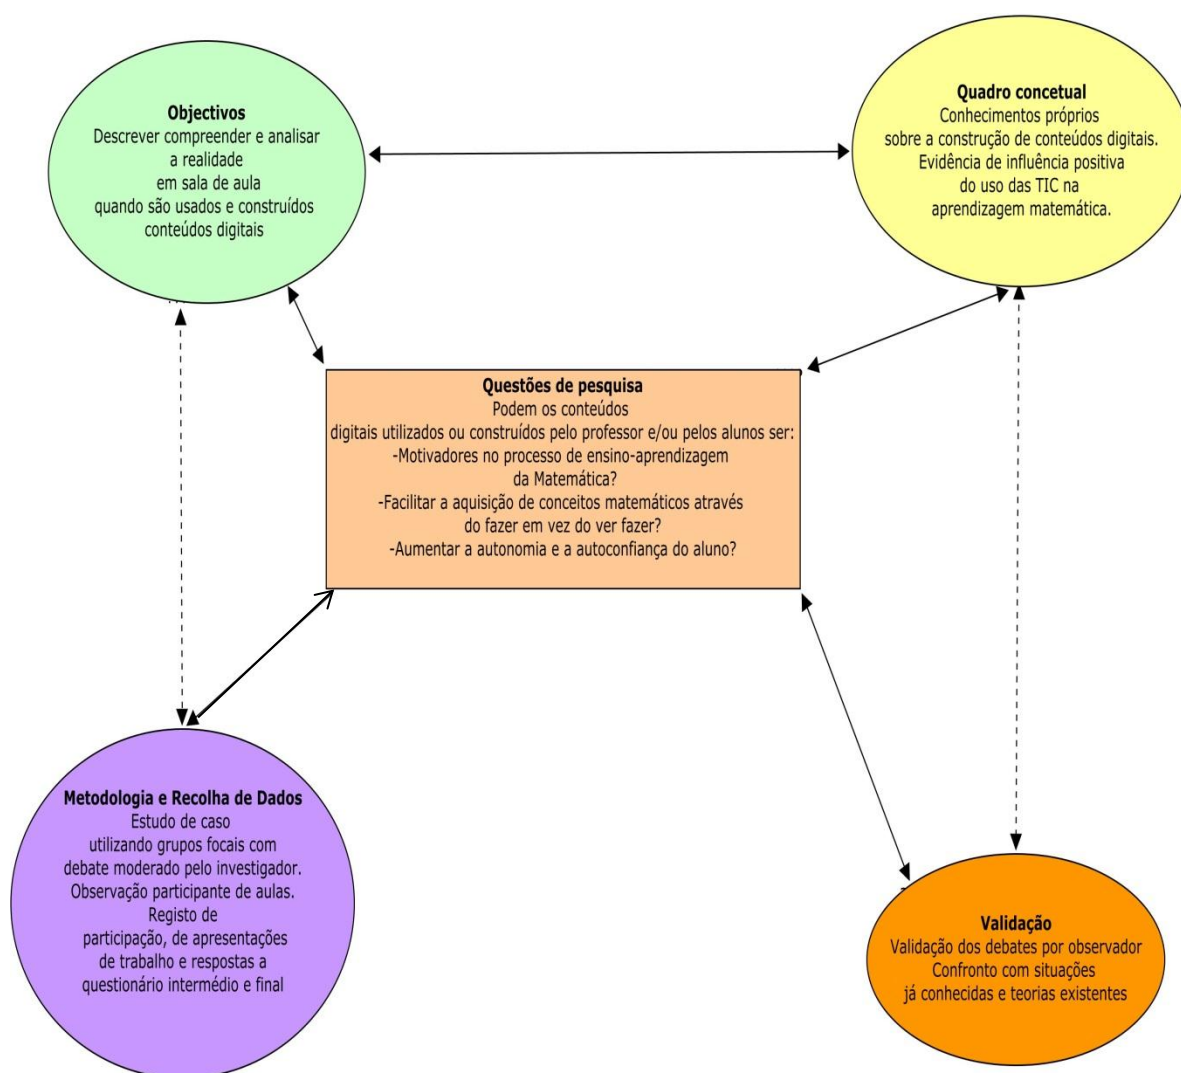 Objectivos
Descrever compreender e analisar
a realidade
em sala de aula
quando são usados e construídos
conteúdos digitais
Quadro concetual
Conhecimentos próprios
sobre a construção de conteúdos digitais.
Evidência de influência positiva
do uso das TIC na
aprendizagem matemática.
Questões de pesquisa
Podem os conteúdos
digitais utilizados ou construídos pelo professor e/ou pelos alunos ser:
-Motivadores no processo de ensino-aprendizagem
da Matemática?
-Facilitar a aquisição de conceitos matemáticos através
do fazer em vez do ver fazer?
-Aumentar a autonomia e a autoconfiança do aluno?
Metodologia e Recolha de Dados
Estudo de caso
utilizando grupos focais com
debate moderado pelo investigador.
Observação participante de aulas.
Registo de
participação, de apresentações
de trabalho e respostas a
questionário intermédio e final
Validação
Validação dos debates por observador
Confronto com situações
já conhecidas e teorias existentes